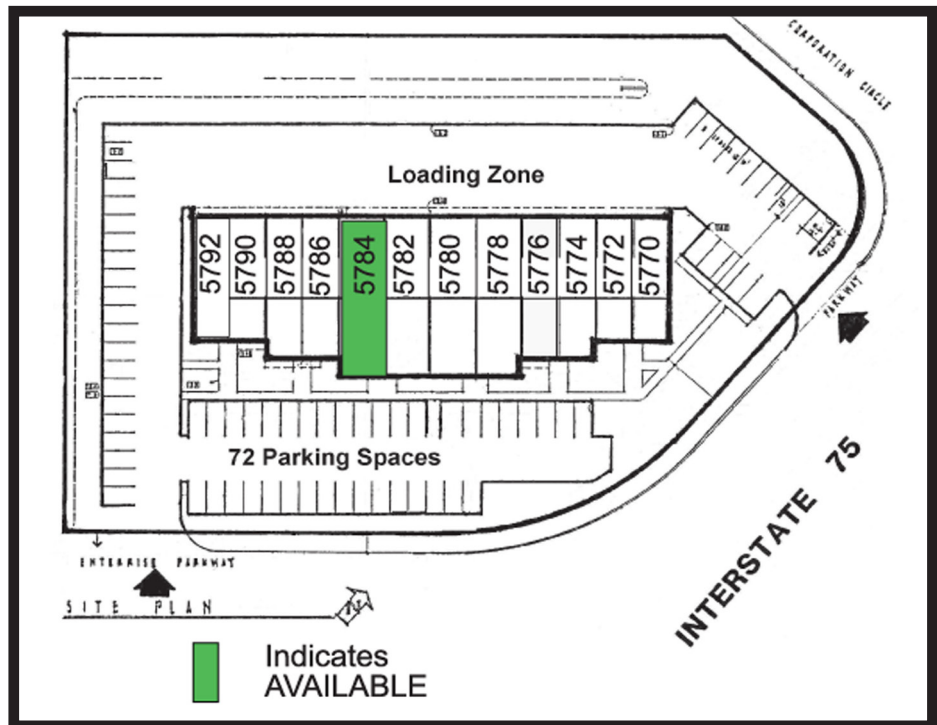 CORPORATION CIRCLE
Loading Zone
5792
5790
5788
5786
5784
5782
5780
5778
5776
5774
5772
5770
PARKWAY
72 Parking Spaces
INTERSTATE 75
ENTERRISE PARKWAY
SITE PLAN
N
Indicates
AVAILABLE